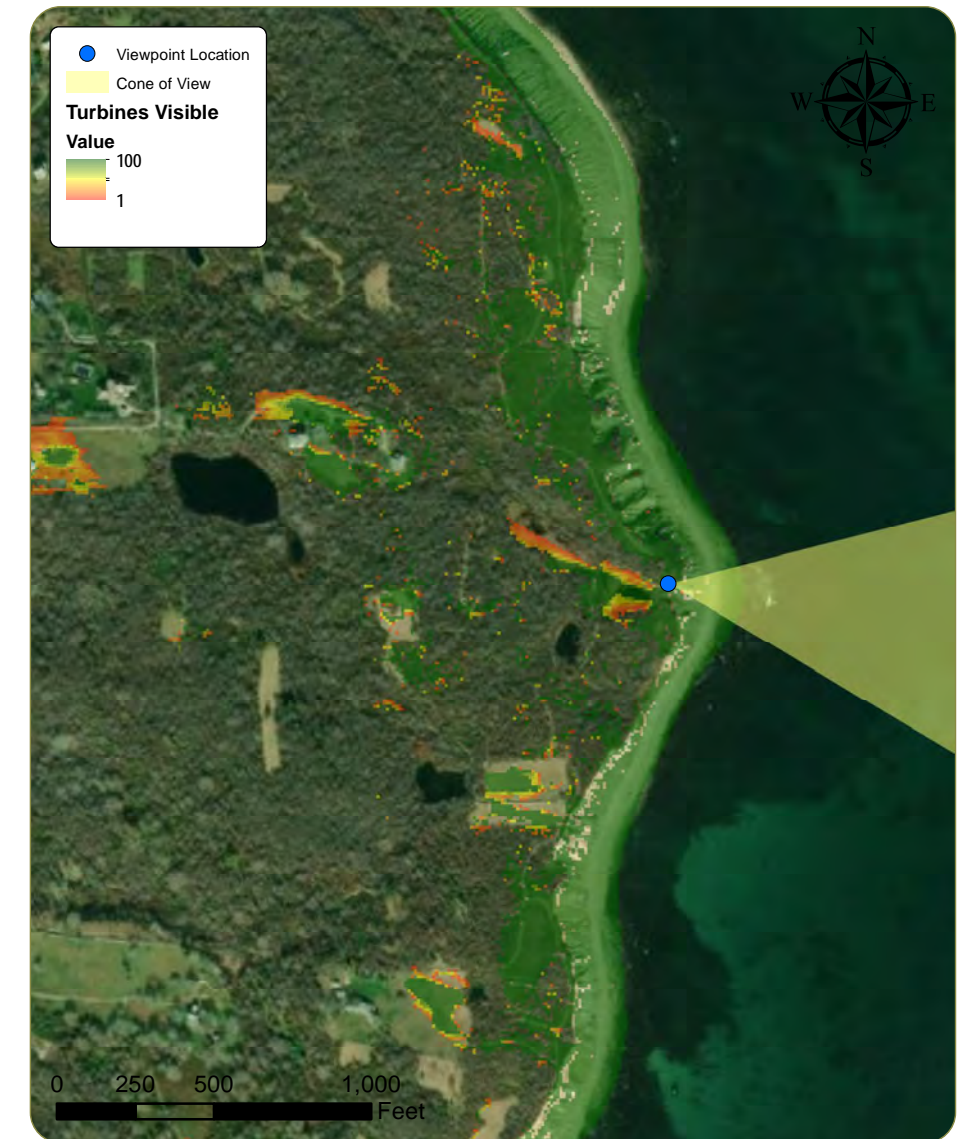 Viewpoint Location
Cone of View
Turbines Visible
Value
100
1
N
W E
S
0 250 500 1,000
Feet